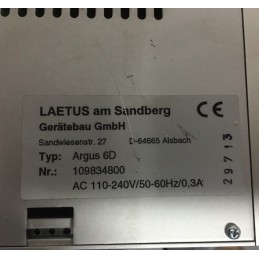 LAETUS am Sandberg
Gerätebau GmbH
CE
Sandwiesenstr. 27 D-64665 Alsbach
Typ: Argus 6D
Nr.: 109834800
AC 110-240V/50-60Hz/0,3A
29713